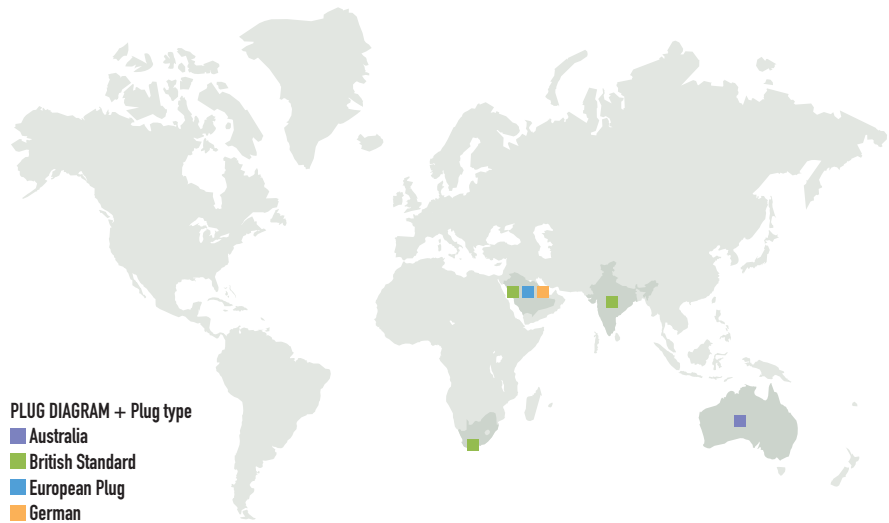 PLUG DIAGRAM + Plug type
Australia
British Standard
European Plug
German